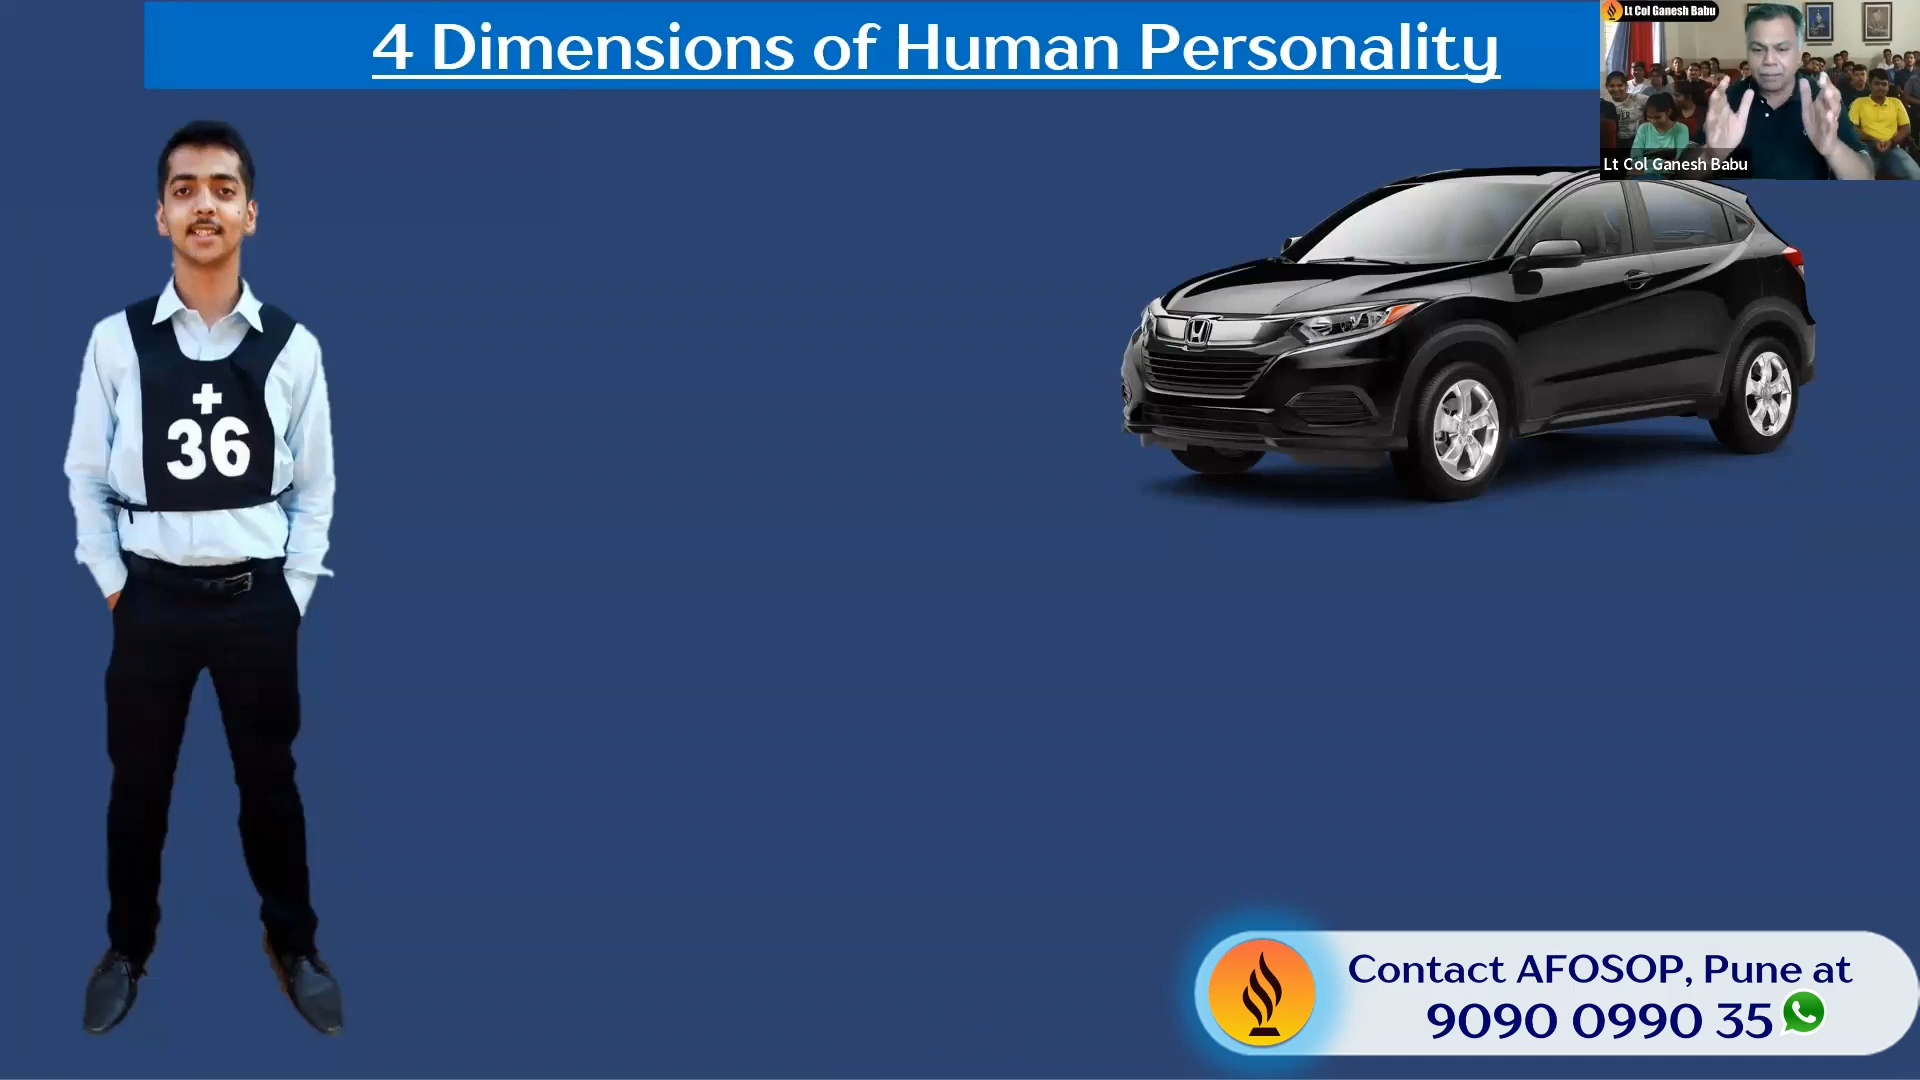 4 Dimensions of Human Personality
Lt Col Ganesh Babu
Lt Col Ganesh Babu
+
36
Contact AFOSOP, Pune at
9090 0990 35